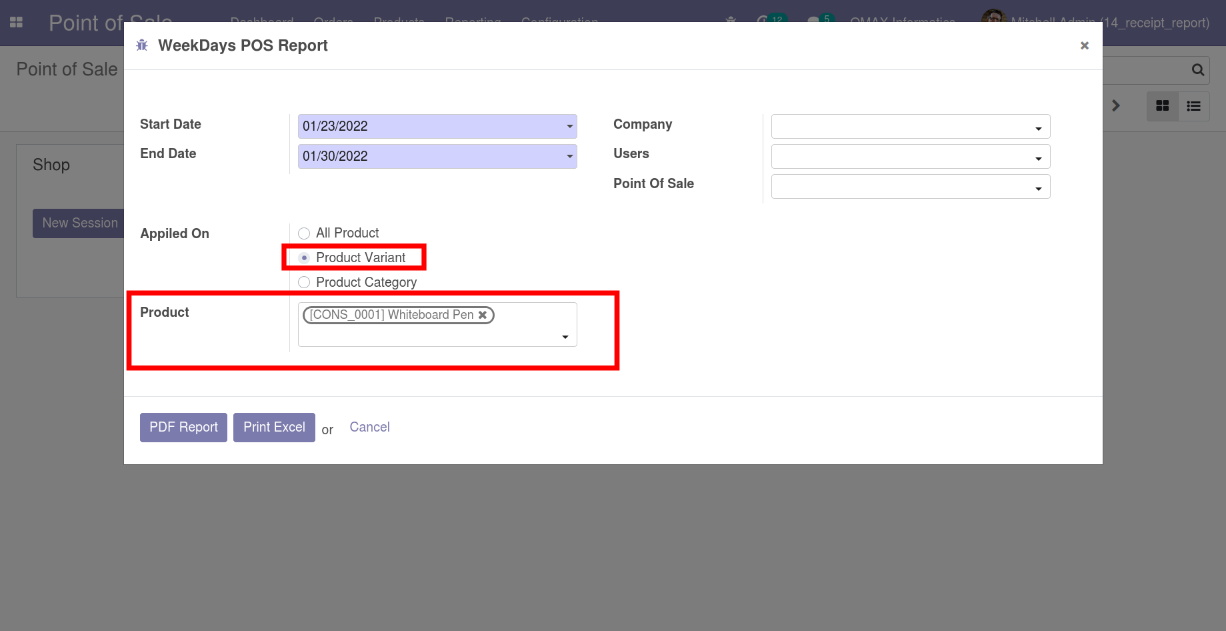 Point of Sale Dashboard Orders Products Reporting Configuration 12 5 OMAX Informatics Mitchell Admin (14_receipt_report)
WeekDays POS Report ×
Point of Sale
Start Date 01/23/2022 Company
End Date 01/30/2022 Users
Point Of Sale
Shop
New Session
Appiled On All Product
Product Variant
Product Category
Product [CONS_0001] Whiteboard Pen ✖
PDF Report Print Excel or Cancel